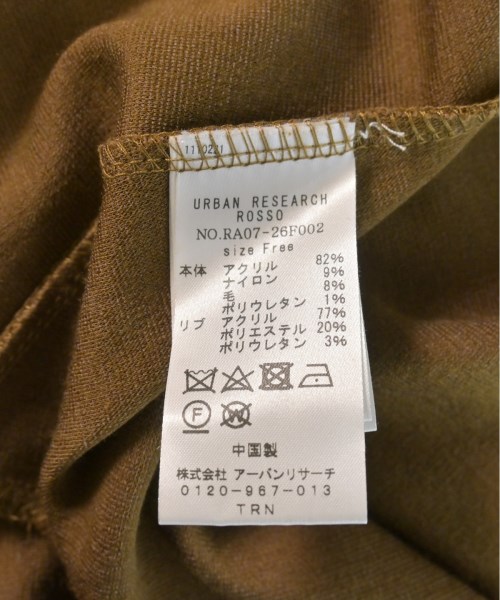 1110231
URBAN RESEARCH
ROSSO
NO.RA07-26F002
size Free
本体 アクリル 82%
ナイロン 9%
毛 8%
ポリウレタン 1%
リブ アクリル 77%
ポリエステル 20%
ポリウレタン 3%
F W
中国製
株式会社 アーバンリサーチ
0120-967-013
TRN